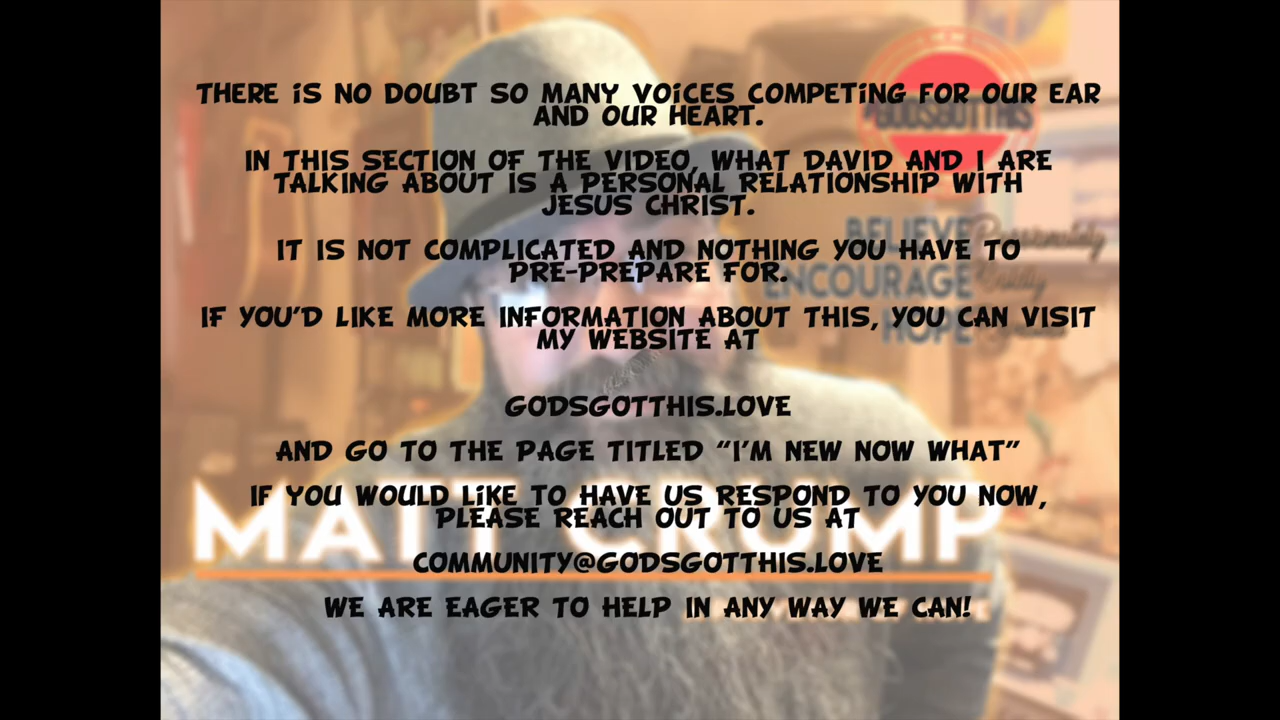 THERE IS NO DOUBT SO MANY VOICES COMPETING FOR OUR EAR
AND OUR HEART.
IN THIS SECTION OF THE VIDEO, WHAT DAVID AND I ARE
TALKING ABOUT IS A PERSONAL RELATIONSHIP WITH
JESUS CHRIST.
IT IS NOT COMPLICATED AND NOTHING YOU HAVE TO
PRE-PREPARE FOR.
IF YOU'D LIKE MORE INFORMATION ABOUT THIS, YOU CAN VISIT
MY WEBSITE AT
GODSGOTTHIS.LOVE
AND GO TO THE PAGE TITLED "I'M NEW NOW WHAT"
IF YOU WOULD LIKE TO HAVE US RESPOND TO YOU NOW,
PLEASE REACH OUT TO US AT
COMMUNITY@GODSGOTTHIS.LOVE
WE ARE EAGER TO HELP IN ANY WAY WE CAN!
#GODSGOTTHIS
BELIEVE Personally
ENCOURAGE
HOPE
MATT CRUMP